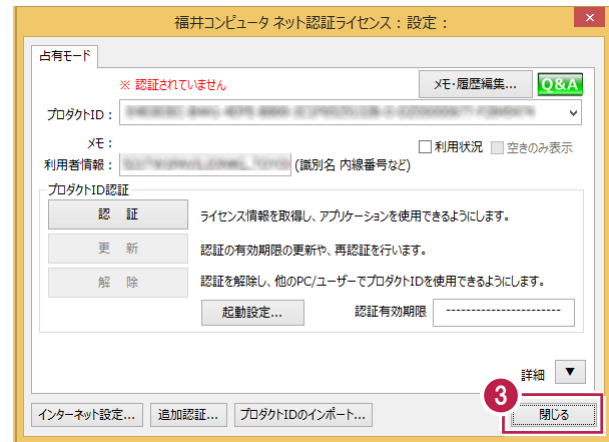 福井コンピュータ ネット認証ライセンス：設定：
×
占有モード
※ 認証されていません
メモ・履歴編集...
Q&A
プロダクトID：
メモ：
利用状況
空きのみ表示
利用者情報：
(識別名 内線番号など)
プロダクトID認証
認 証
ライセンス情報を取得し、アプリケーションを使用できるようにします。
更 新
認証の有効期限の更新や、再認証を行います。
解 除
認証を解除し、他のPC/ユーザーでプロダクトIDを使用できるようにします。
起動設定...
認証有効期限
-----------------------
詳細 ▼
3
インターネット設定...
追加認証...
プロダクトIDのインポート...
閉じる